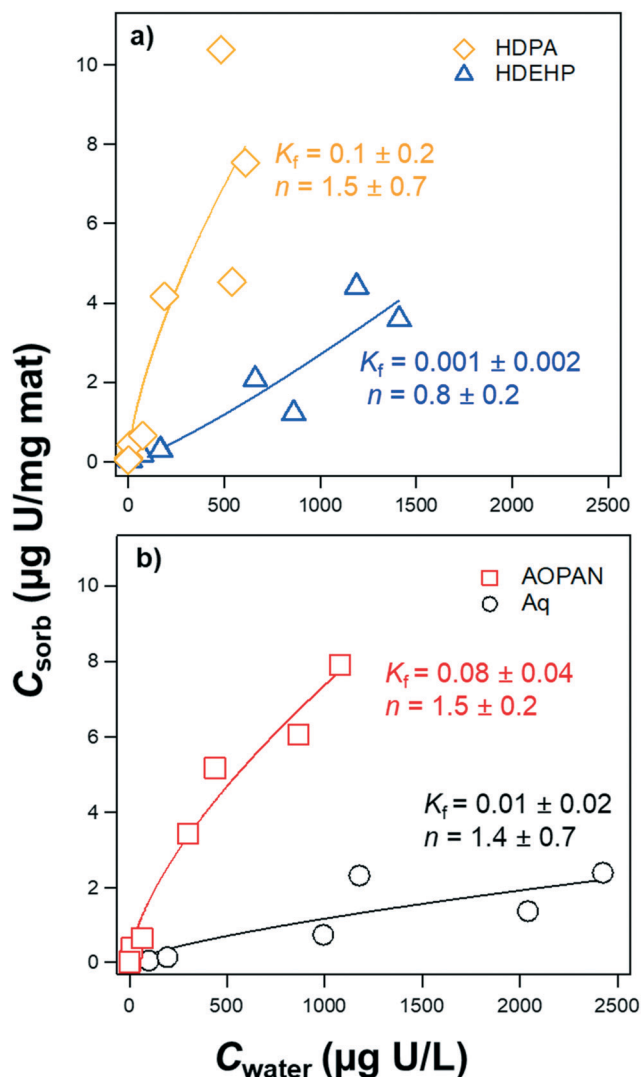 a)
HDPA
HDEHP
10
8
6
4
2
0
Kf = 0.1 ± 0.2
n = 1.5 ± 0.7
Kf = 0.001 ± 0.002
n = 0.8 ± 0.2
0 500 1000 1500 2000 2500
Csorb (µg U/mg mat)
b)
AOPAN
Aq
10
8
6
4
2
0
Kf = 0.08 ± 0.04
n = 1.5 ± 0.2
Kf = 0.01 ± 0.02
n = 1.4 ± 0.7
0 500 1000 1500 2000 2500
Cwater (µg U/L)